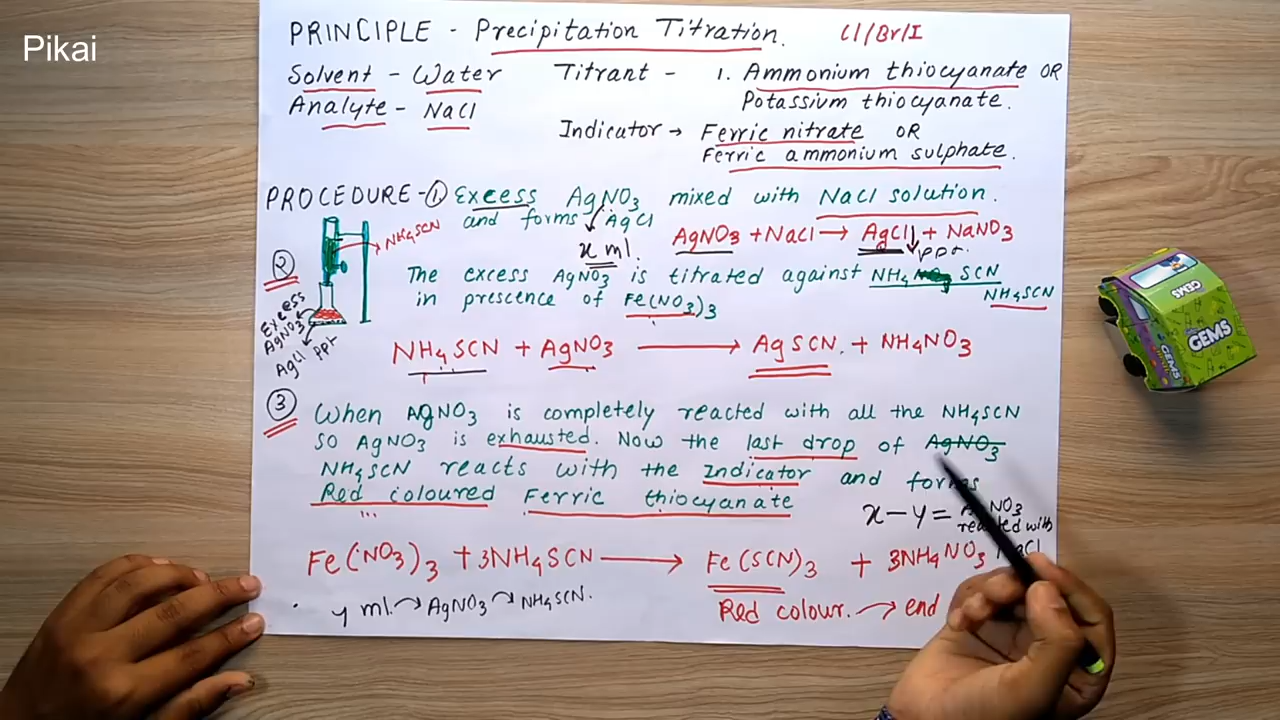 Pikai
PRINCIPLE - Precipitation Titration. Cl/Br/I
Solvent - Water Titrant - 1. Ammonium thiocyanate OR
Analyte - NaCl Potassium thiocyanate.
Indicator → Ferric nitrate OR
Ferric ammonium sulphate.
PROCEDURE - ① Excess AgNO3 mixed with NaCl solution.
and forms AgCl
x ml.
AgNO3 + NaCl → AgCl↓ + NaNO3
ppt.
NH4SCN
② The excess AgNO3 is titrated against NH4 SCN
NH4SCN
in prescence of Fe(NO3)3
Excess
AgNO3
AgCl ppt
NH4SCN + AgNO3 → AgSCN. + NH4NO3
③ When AgNO3 is completely reacted with all the NH4SCN
so AgNO3 is exhausted. Now the last drop of AgNO3
NH4SCN reacts with the Indicator and forms
Red coloured Ferric thiocyanate
x - y = AgNO3
reacted with
NaCl
Fe(NO3)3 + 3NH4SCN → Fe(SCN)3 + 3NH4NO3
y ml. → AgNO3 → NH4SCN.
Red colour. → end
GEMS
GEMS
GEMS